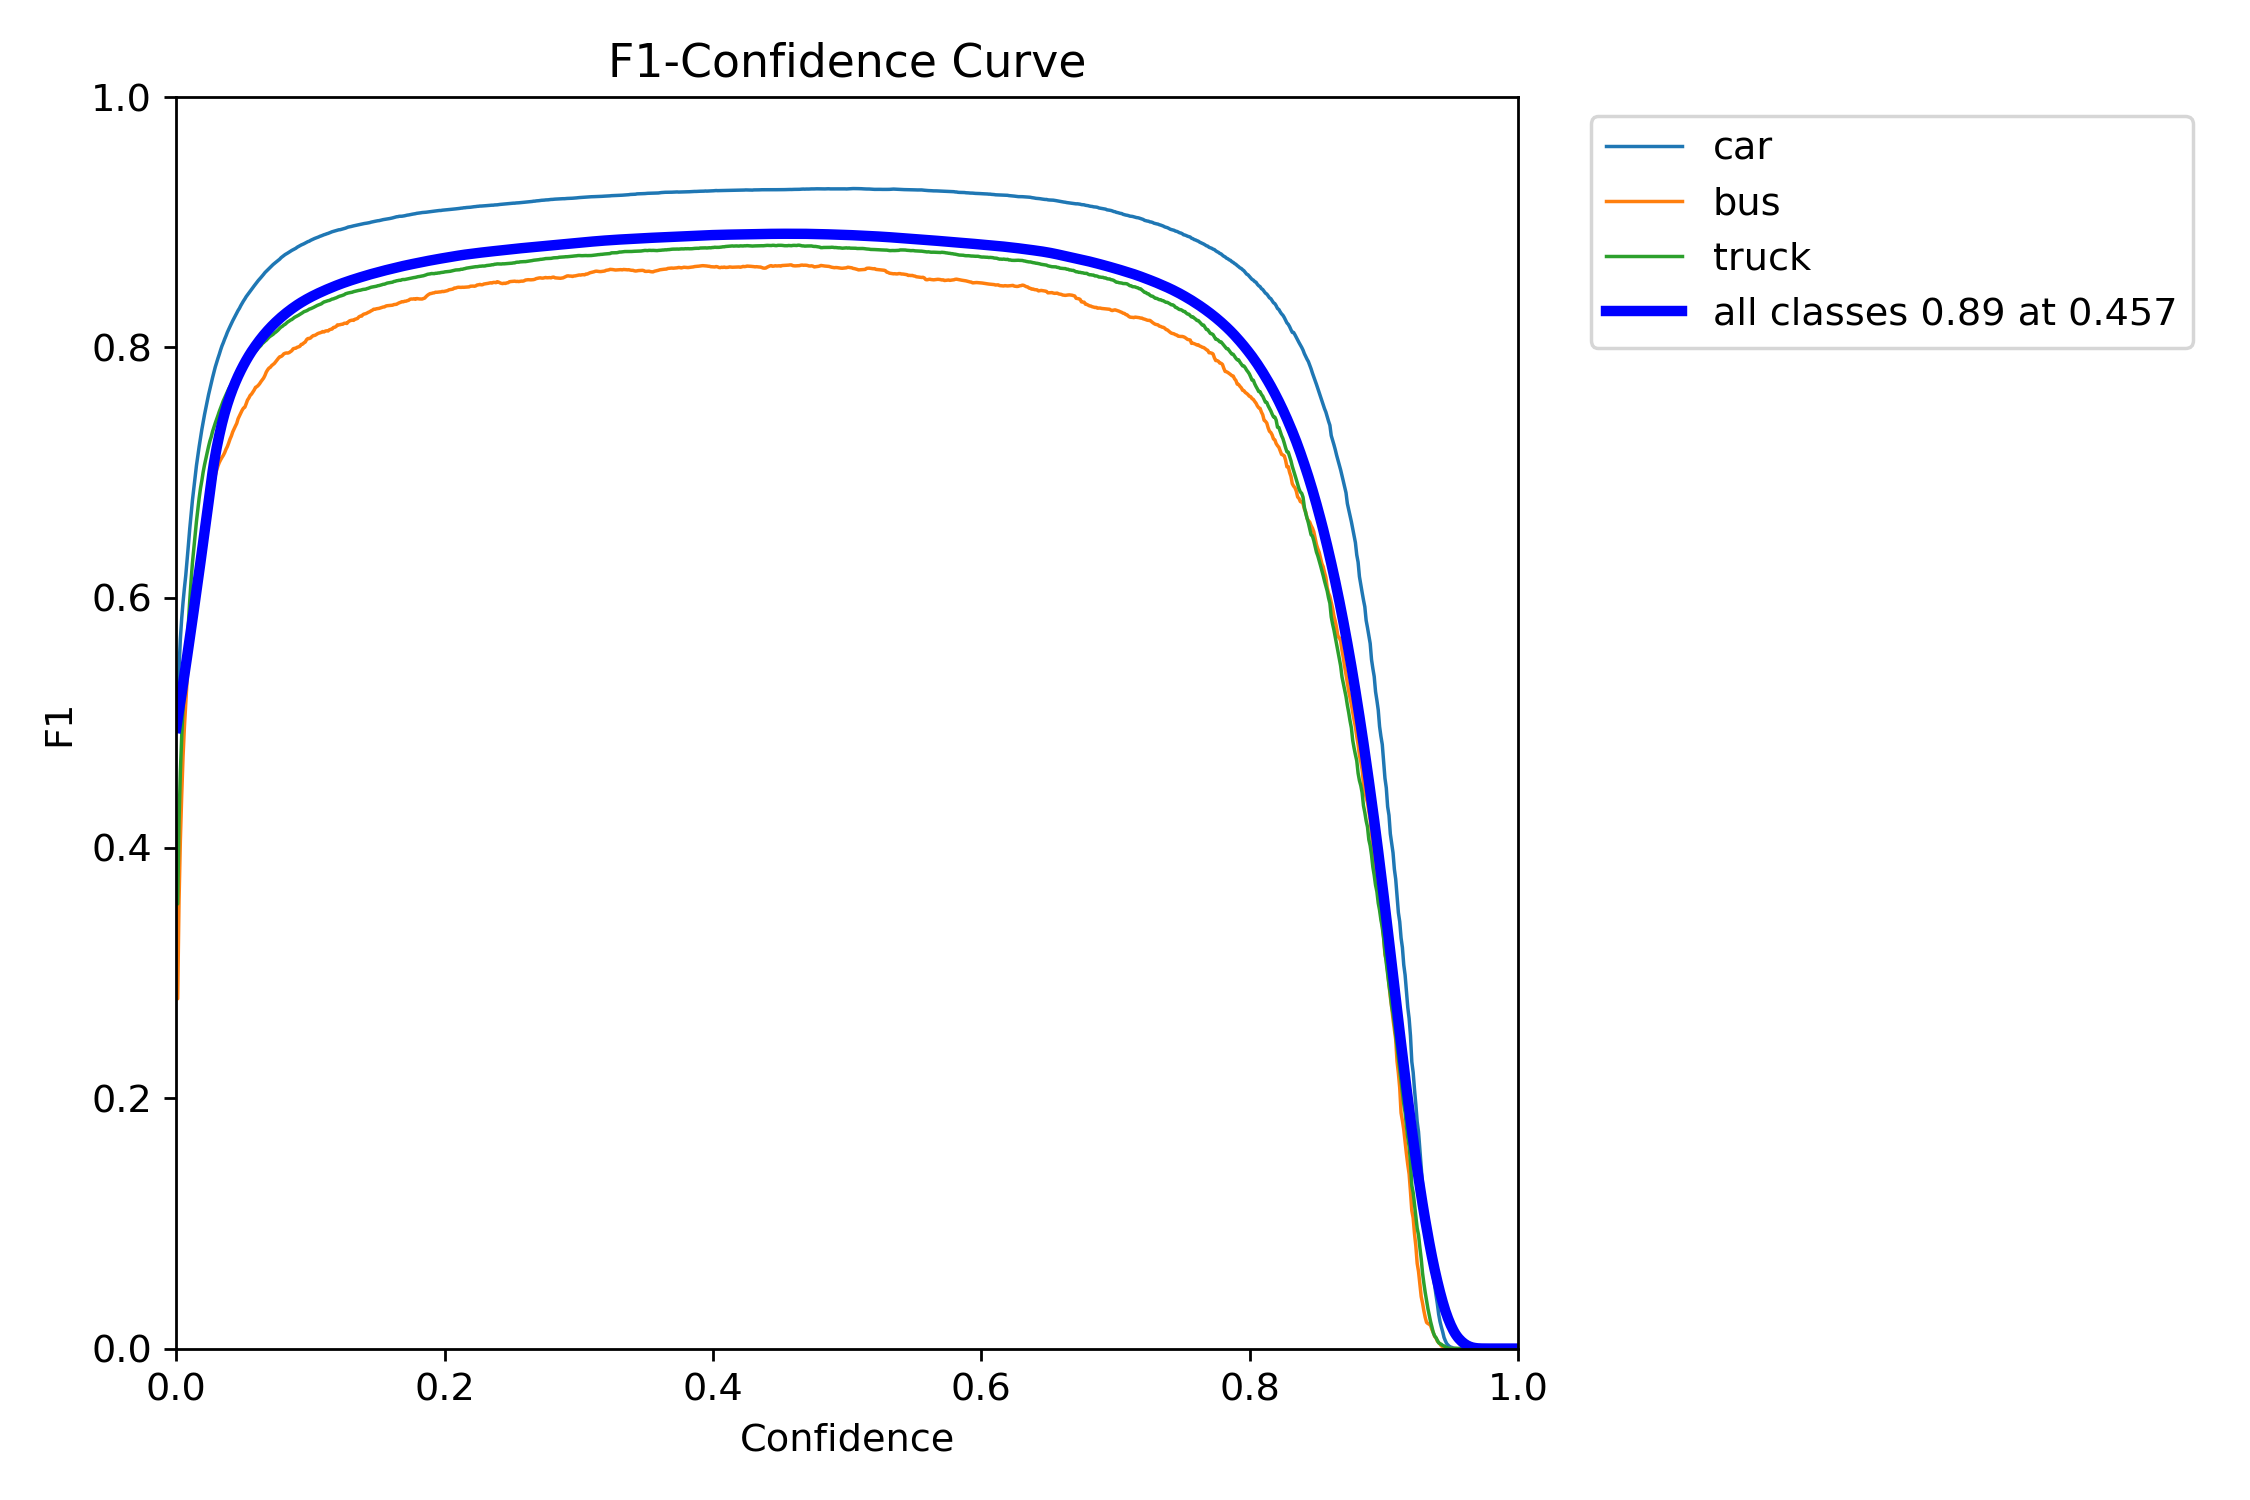 F1-Confidence Curve
1.0
0.8
0.6
0.4
0.2
0.0
F1
0.0 0.2 0.4 0.6 0.8 1.0
Confidence
car
bus
truck
all classes 0.89 at 0.457